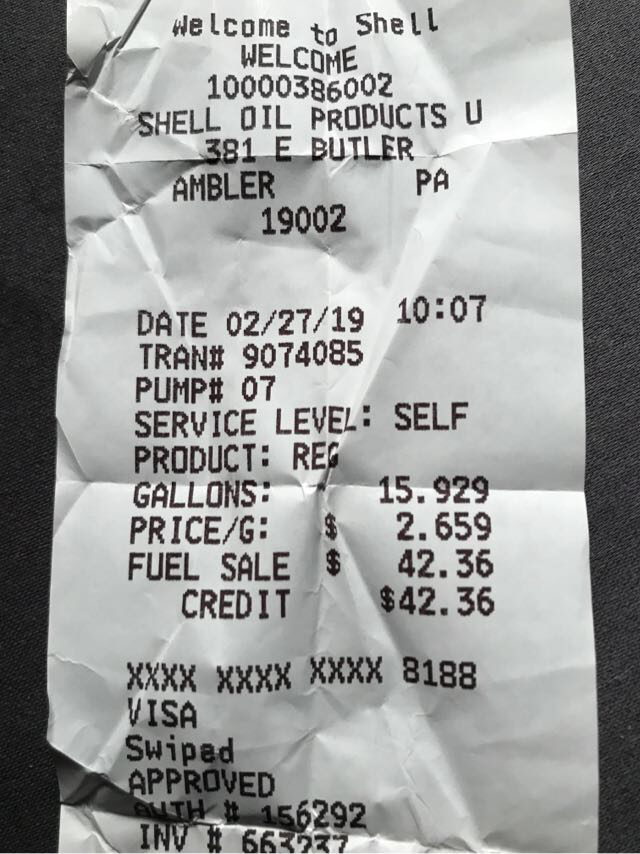 Welcome to Shell
WELCOME
10000386002
SHELL OIL PRODUCTS U
381 E BUTLER
AMBLER PA
19002
DATE 02/27/19 10:07
TRAN# 9074085
PUMP# 07
SERVICE LEVEL: SELF
PRODUCT: REG
GALLONS: 15.929
PRICE/G: $ 2.659
FUEL SALE $ 42.36
CREDIT $42.36
XXXX XXXX XXXX 8188
VISA
Swiped
APPROVED
AUTH # 156292
INV # 663237